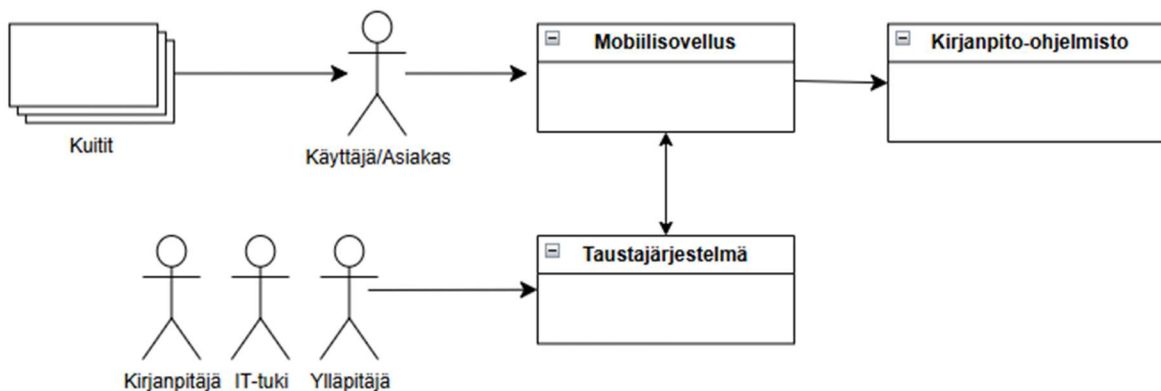 Mobiilisovellus
Kirjanpito-ohjelmisto
Kuitit
Käyttäjä/Asiakas
Taustajärjestelmä
Kirjanpitäjä
IT-tuki
Ylläpitäjä